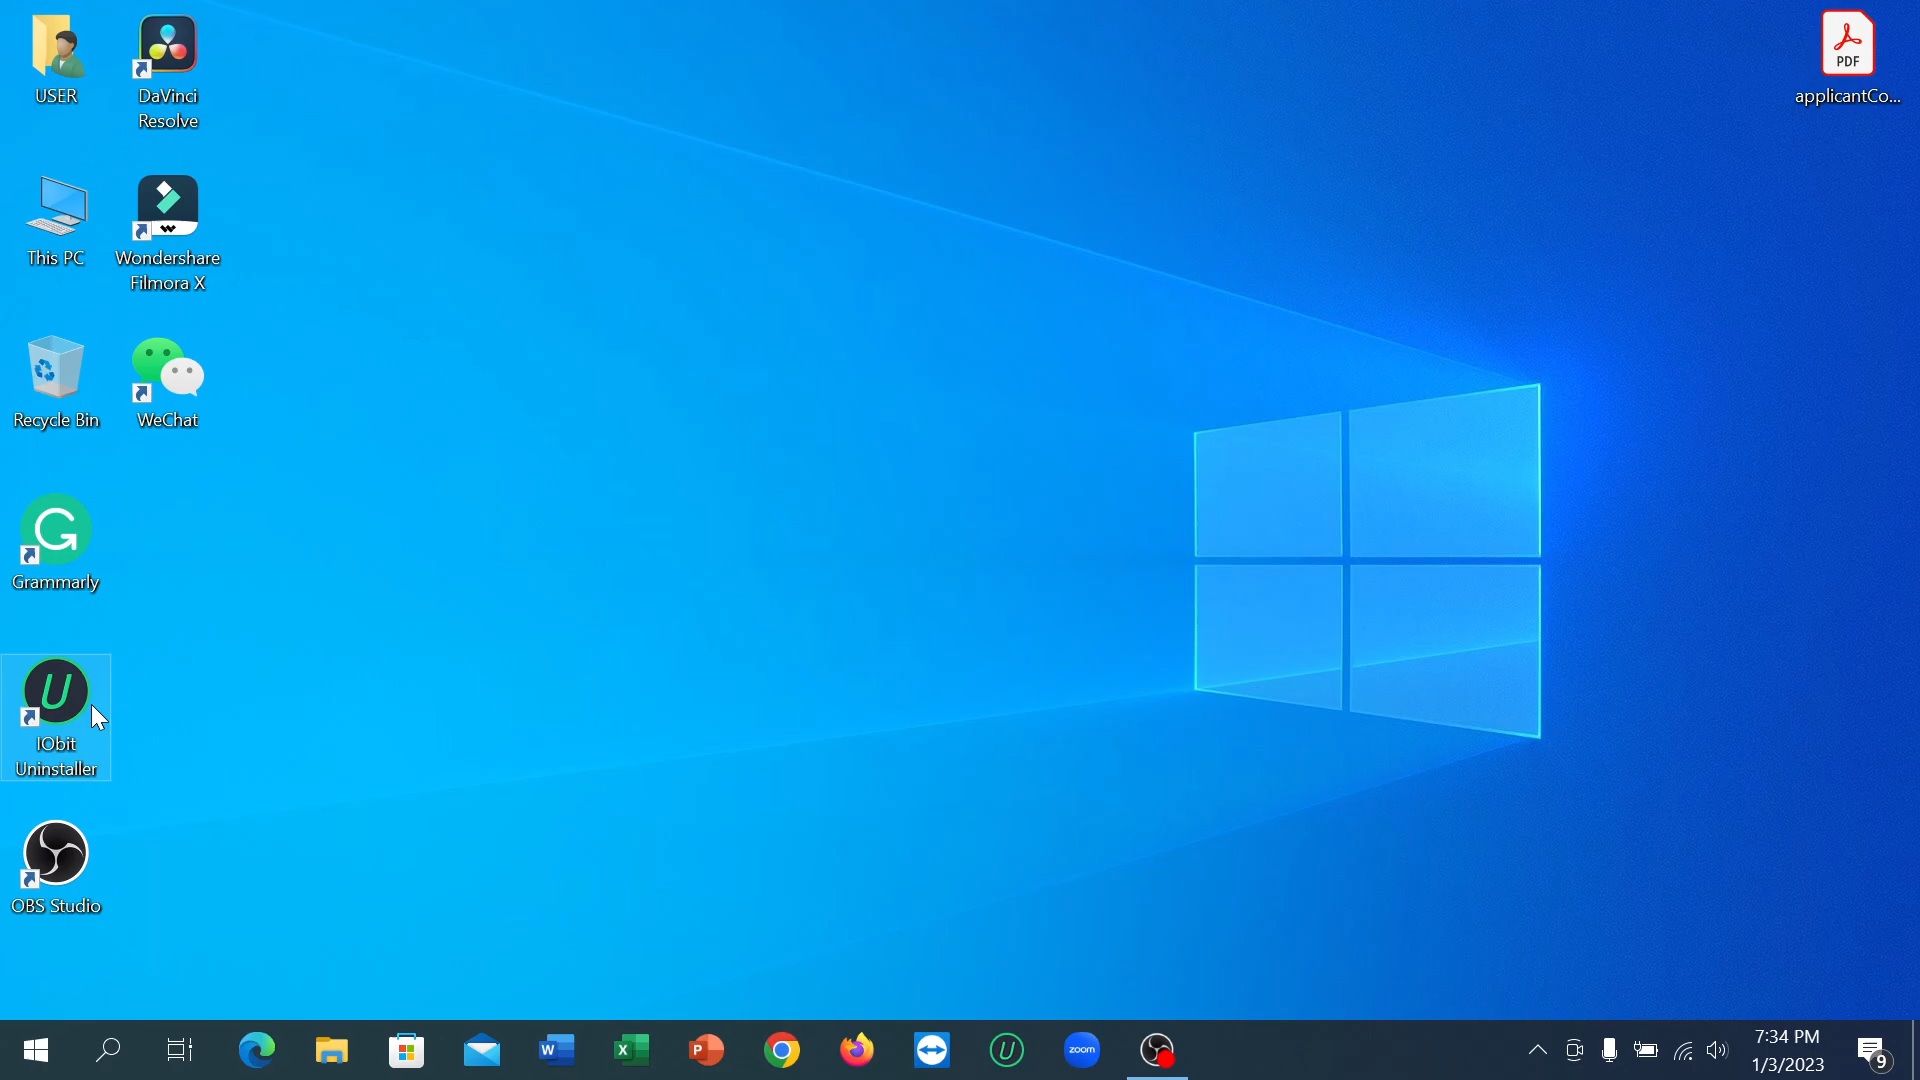 USER
DaVinci
Resolve
PDF
applicantCo...
This PC
Wondershare
Filmora X
Recycle Bin
WeChat
G
Grammarly
U
IObit
Uninstaller
OBS Studio
W
X
P
U
zoom
7:34 PM
1/3/2023
9